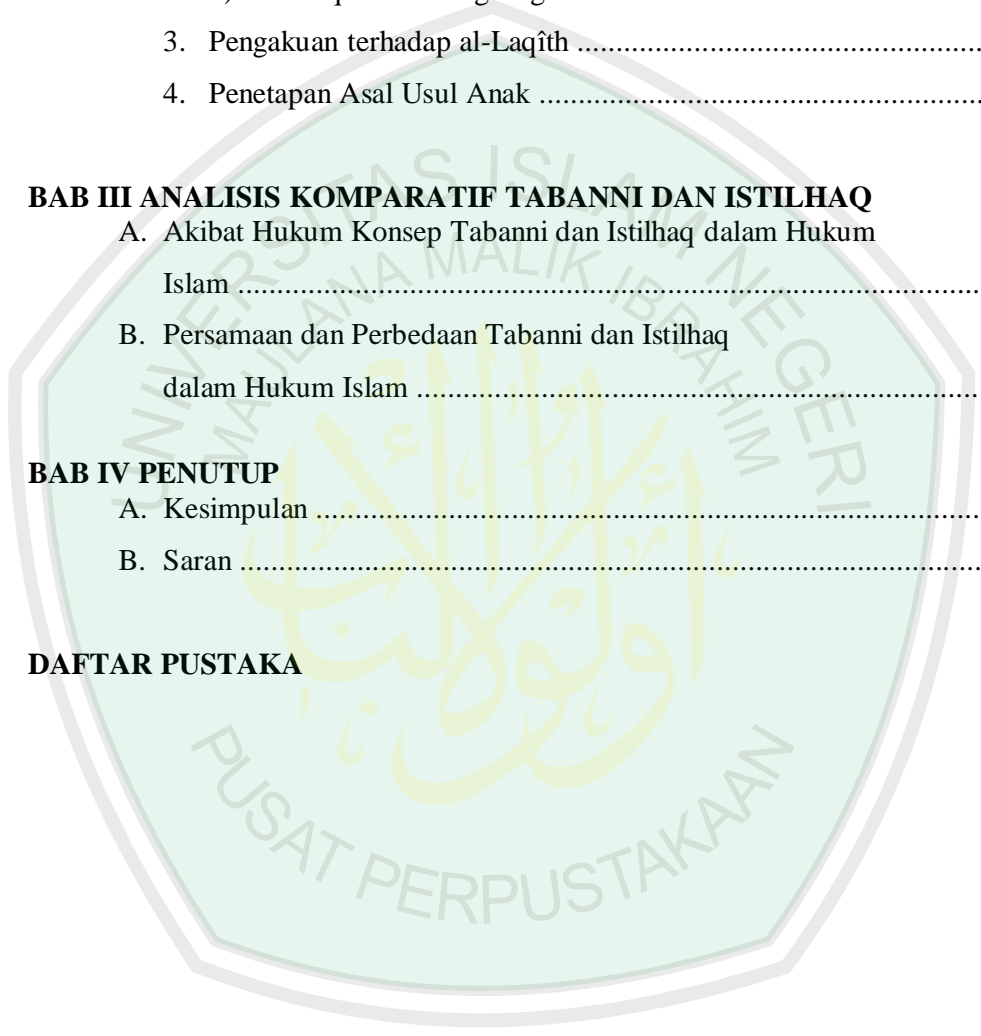 3. Pengakuan terhadap al-Laqîth ....................................................
4. Penetapan Asal Usul Anak .........................................................
BAB III ANALISIS KOMPARATIF TABANNI DAN ISTILHAQ
A. Akibat Hukum Konsep Tabanni dan Istilhaq dalam Hukum
Islam ...............................................................................................
B. Persamaan dan Perbedaan Tabanni dan Istilhaq
dalam Hukum Islam ........................................................................
BAB IV PENUTUP
A. Kesimpulan .....................................................................................
B. Saran ...............................................................................................
DAFTAR PUSTAKA
UNIVERSITAS ISLAM NEGERI
MAULANA MALIK IBRAHIM
PUSAT PERPUSTAKAAN